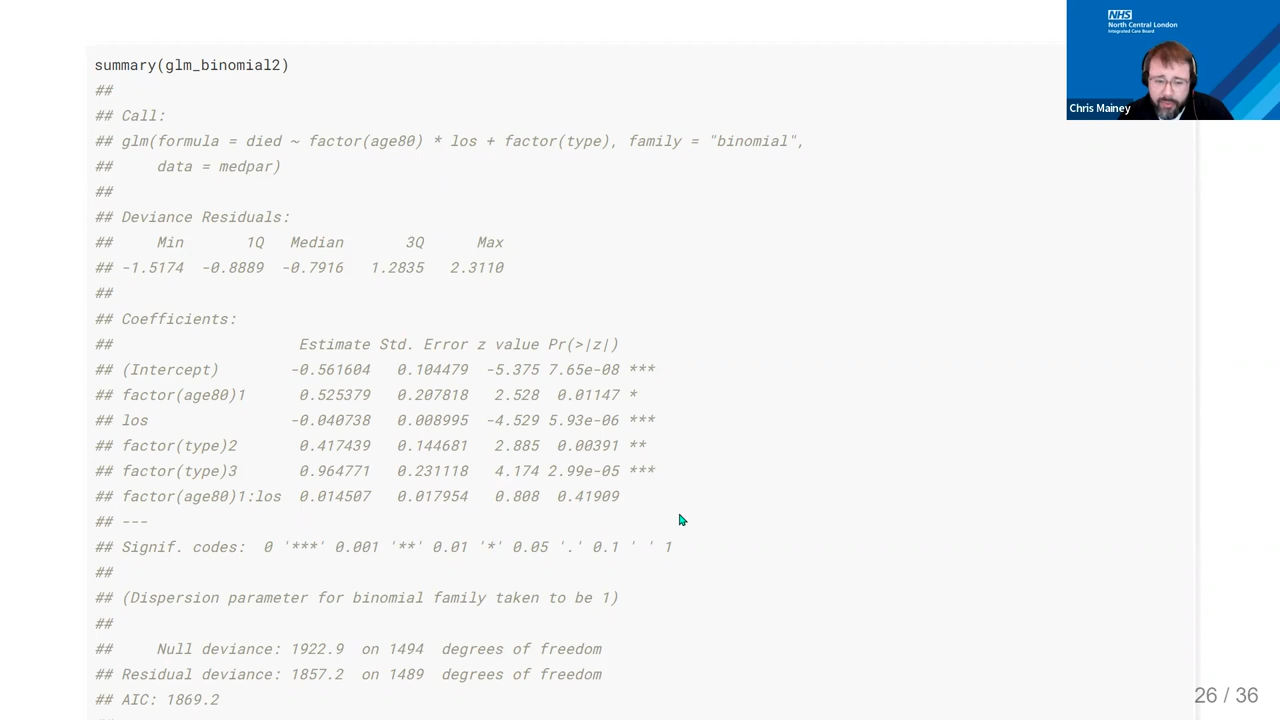 summary(glm_binomial2)
##
## Call:
## glm(formula = died ~ factor(age80) * los + factor(type), family = "binomial",
##     data = medpar)
##
## Deviance Residuals:
##     Min       1Q   Median       3Q      Max
## -1.5174  -0.8889  -0.7916   1.2835   2.3110
##
## Coefficients:
##                    Estimate Std. Error z value Pr(>|z|)
## (Intercept)       -0.561604   0.104479  -5.375 7.65e-08 ***
## factor(age80)1     0.525379   0.207818   2.528  0.01147 *
## los               -0.040738   0.008995  -4.529 5.93e-06 ***
## factor(type)2      0.417439   0.144681   2.885  0.00391 **
## factor(type)3      0.964771   0.231118   4.174 2.99e-05 ***
## factor(age80)1:los  0.014507   0.017954   0.808  0.41909
## ---
## Signif. codes:  0 '***' 0.001 '**' 0.01 '*' 0.05 '.' 0.1 ' ' 1
##
## (Dispersion parameter for binomial family taken to be 1)
##
##     Null deviance: 1922.9  on 1494  degrees of freedom
## Residual deviance: 1857.2  on 1489  degrees of freedom
## AIC: 1869.2
26 / 36
NHS
North Central London
Integrated Care Board
Chris Mainey